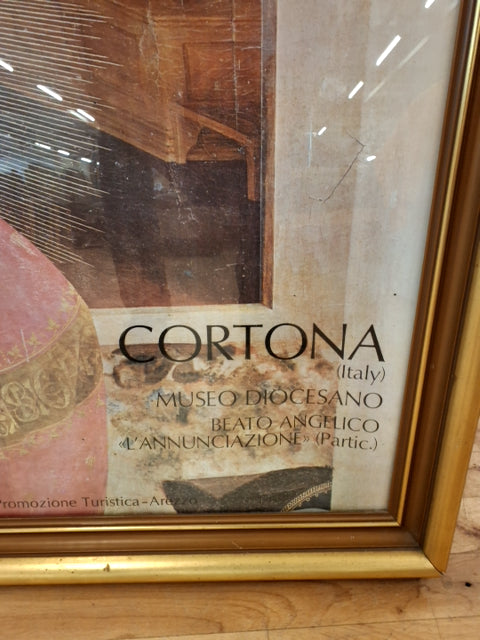 CORTONA
(Italy)
MUSEO DIOCESANO
BEATO ANGELICO
«L'ANNUNCIAZIONE» (Partic.)
Promozione Turistica-Arezzo